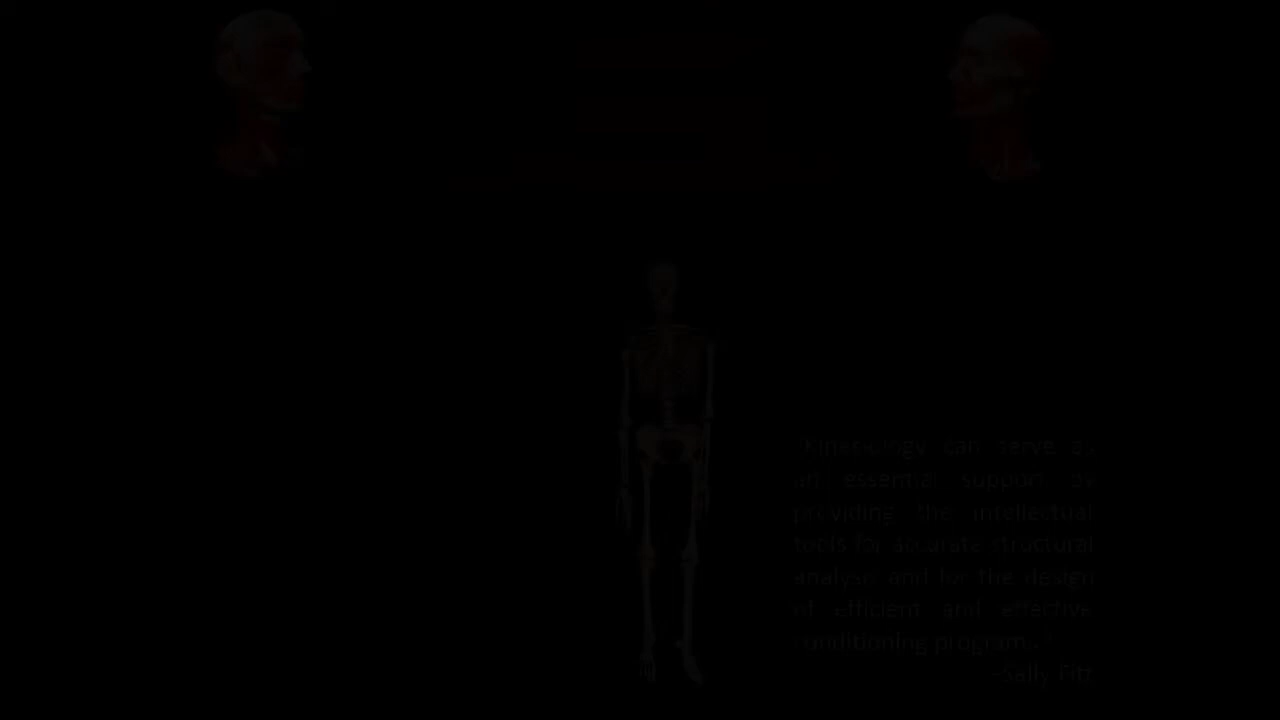 "Kinesiology can serve as
an essential support by
providing the intellectual
tools for accurate structural
analysis and for the design
of efficient and effective
conditioning programs."
-Sally Fitt